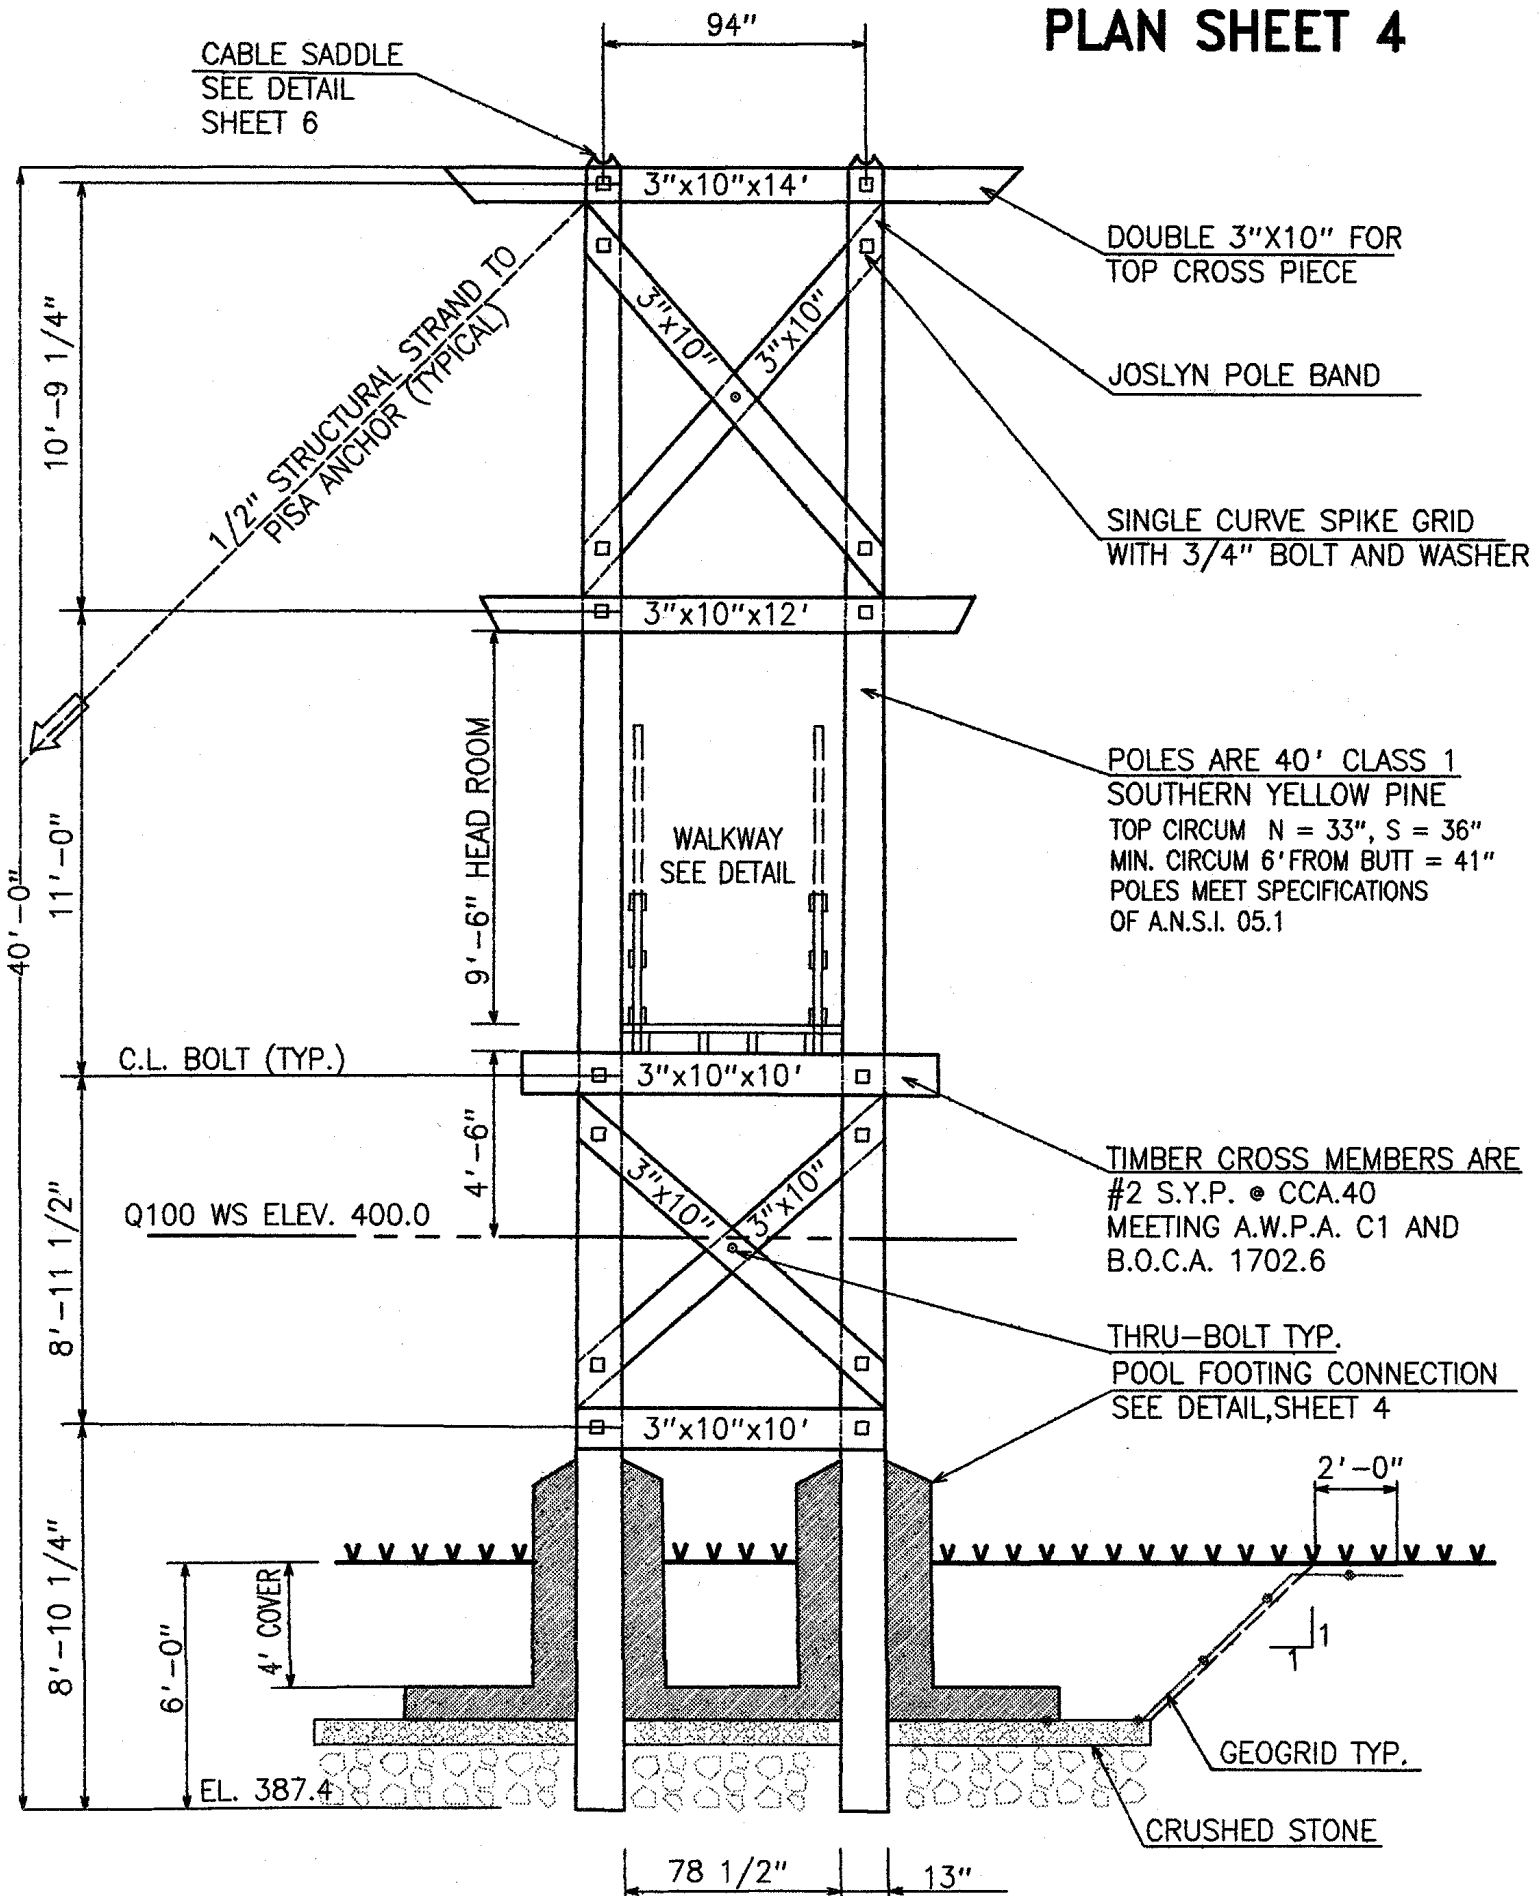 PLAN SHEET 4
94"
CABLE SADDLE
SEE DETAIL
SHEET 6
3"x10"x14'
DOUBLE 3"X10" FOR
TOP CROSS PIECE
JOSLYN POLE BAND
10'-9 1/4"
1/2" STRUCTURAL STRAND TO
PISA ANCHOR (TYPICAL)
3"x10"
3"x10"
SINGLE CURVE SPIKE GRID
WITH 3/4" BOLT AND WASHER
3"x10"x12'
40'-0"
11'-0"
9'-6" HEAD ROOM
WALKWAY
SEE DETAIL
POLES ARE 40' CLASS 1
SOUTHERN YELLOW PINE
TOP CIRCUM N = 33", S = 36"
MIN. CIRCUM 6'FROM BUTT = 41"
POLES MEET SPECIFICATIONS
OF A.N.S.I. 05.1
C.L. BOLT (TYP.)
3"x10"x10'
4'-6"
3"x10"
3"x10"
TIMBER CROSS MEMBERS ARE
#2 S.Y.P. @ CCA.40
MEETING A.W.P.A. C1 AND
B.O.C.A. 1702.6
8'-11 1/2"
Q100 WS ELEV. 400.0
THRU-BOLT TYP.
POOL FOOTING CONNECTION
SEE DETAIL,SHEET 4
3"x10"x10'
2'-0"
8'-10 1/4"
6'-0"
4' COVER
1
1
GEOGRID TYP.
EL. 387.4
CRUSHED STONE
78 1/2"
13"